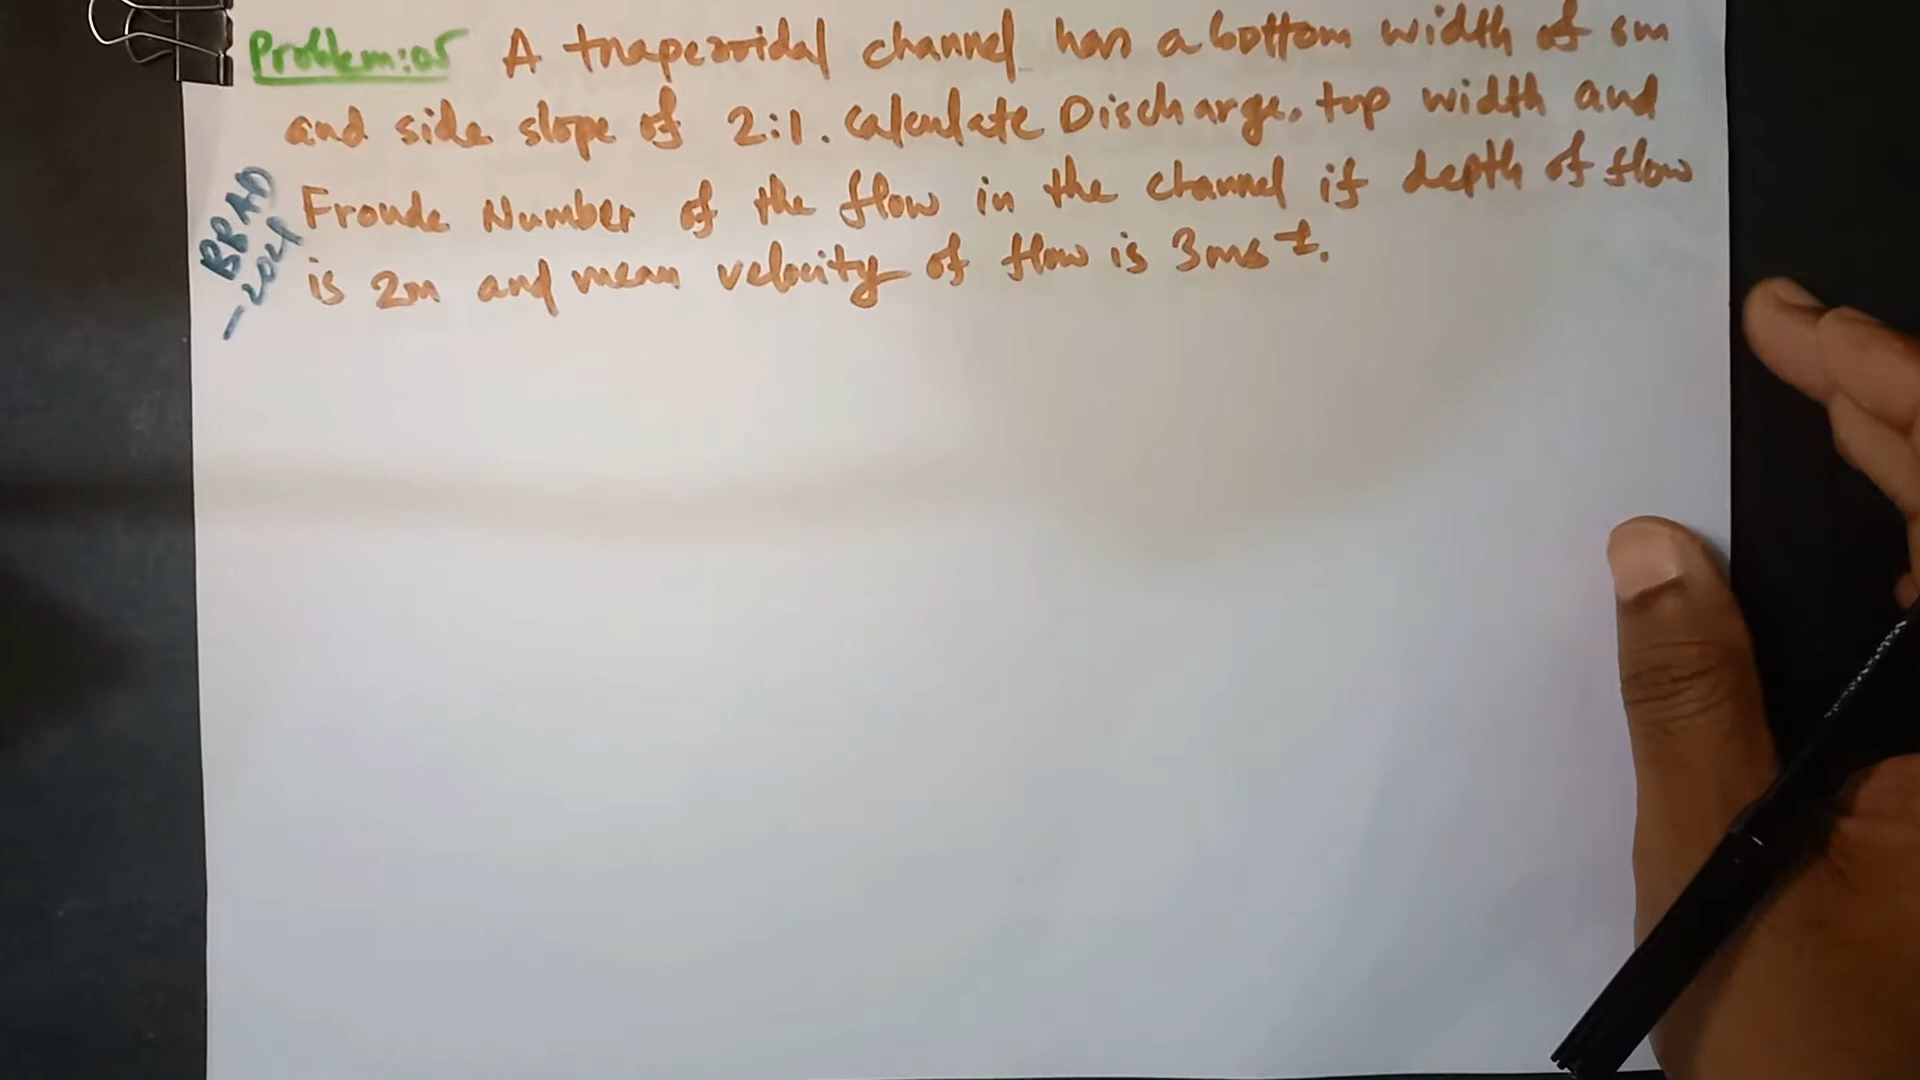 Problem:05 A trapezoidal channel has a bottom width of 6m
and side slope of 2:1. Calculate Discharge, top width and
Froude Number of the flow in the channel if depth of flow
is 2m and mean velocity of flow is 3ms⁻¹.